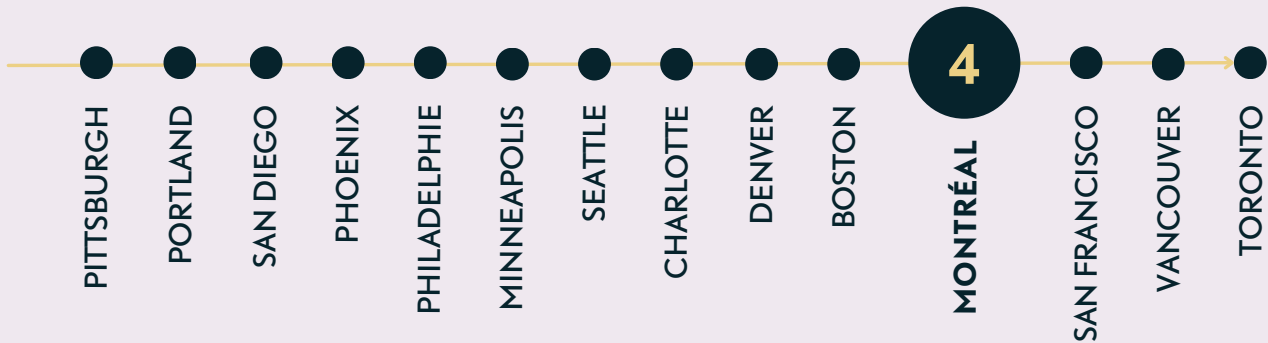 PITTSBURGH
PORTLAND
SAN DIEGO
PHOENIX
PHILADELPHIE
MINNEAPOLIS
SEATTLE
CHARLOTTE
DENVER
BOSTON
4
MONTRÉAL
SAN FRANCISCO
VANCOUVER
TORONTO